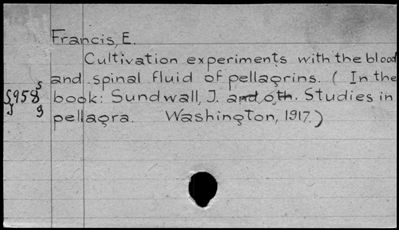 Francis, E.
Cultivation experiments with the blood
and spinal fluid of pellagrins. (In the
book: Sundwall, J. and oth. Studies in
pellagra. Washington, 1917.)